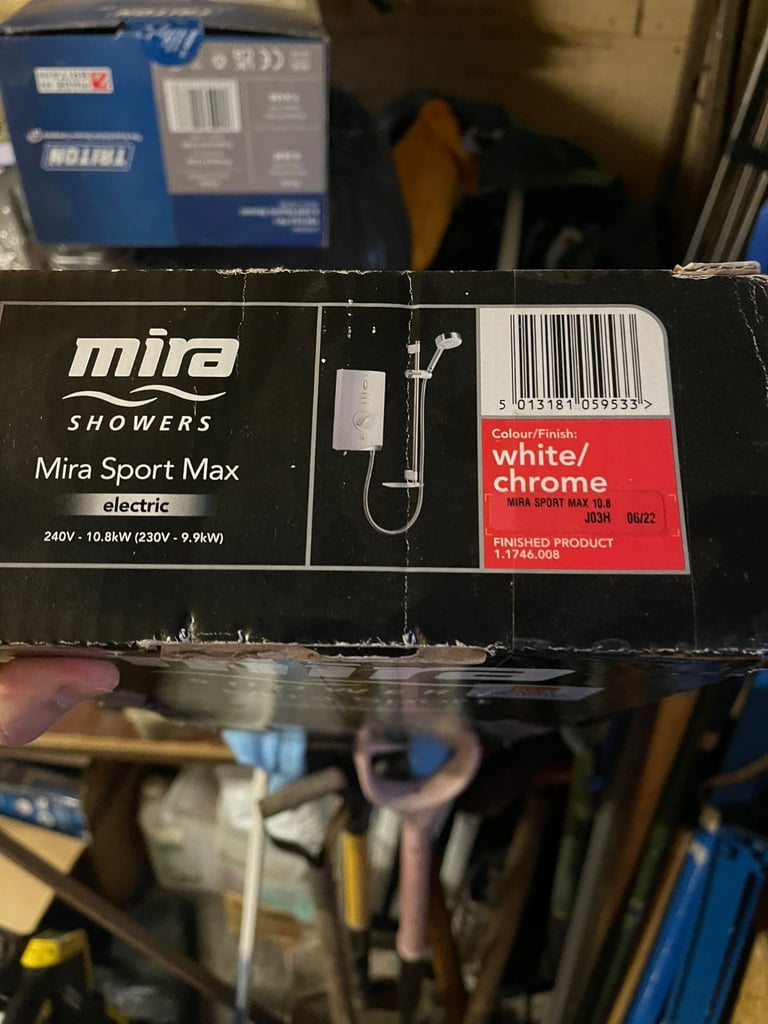 TRITON
mira
SHOWERS
Mira Sport Max
electric
240V - 10.8kW (230V - 9.9kW)
5 013181 059533 >
Colour/Finish:
white/
chrome
MIRA SPORT MAX 10.8
J03H 06/22
FINISHED PRODUCT
1.1746.008
mira